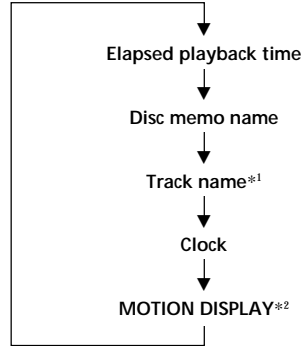 Elapsed playback time
Disc memo name
Track name*1
Clock
MOTION DISPLAY*2